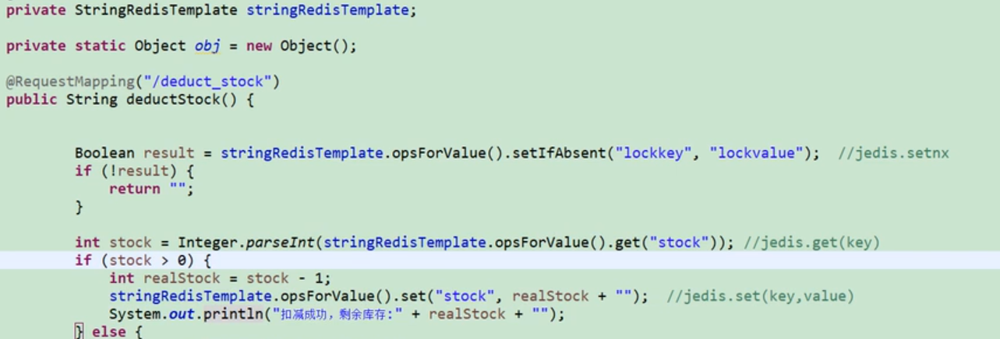 private StringRedisTemplate stringRedisTemplate;
private static Object obj = new Object();
@RequestMapping("/deduct_stock")
public String deductStock() {
Boolean result = stringRedisTemplate.opsForValue().setIfAbsent("lockkey", "lockvalue");  //jedis.setnx
if (!result) {
return "";
}
int stock = Integer.parseInt(stringRedisTemplate.opsForValue().get("stock")); //jedis.get(key)
if (stock > 0) {
int realStock = stock - 1;
stringRedisTemplate.opsForValue().set("stock", realStock + "");  //jedis.set(key,value)
System.out.println("扣减成功，剩余库存:" + realStock + "");
} else {